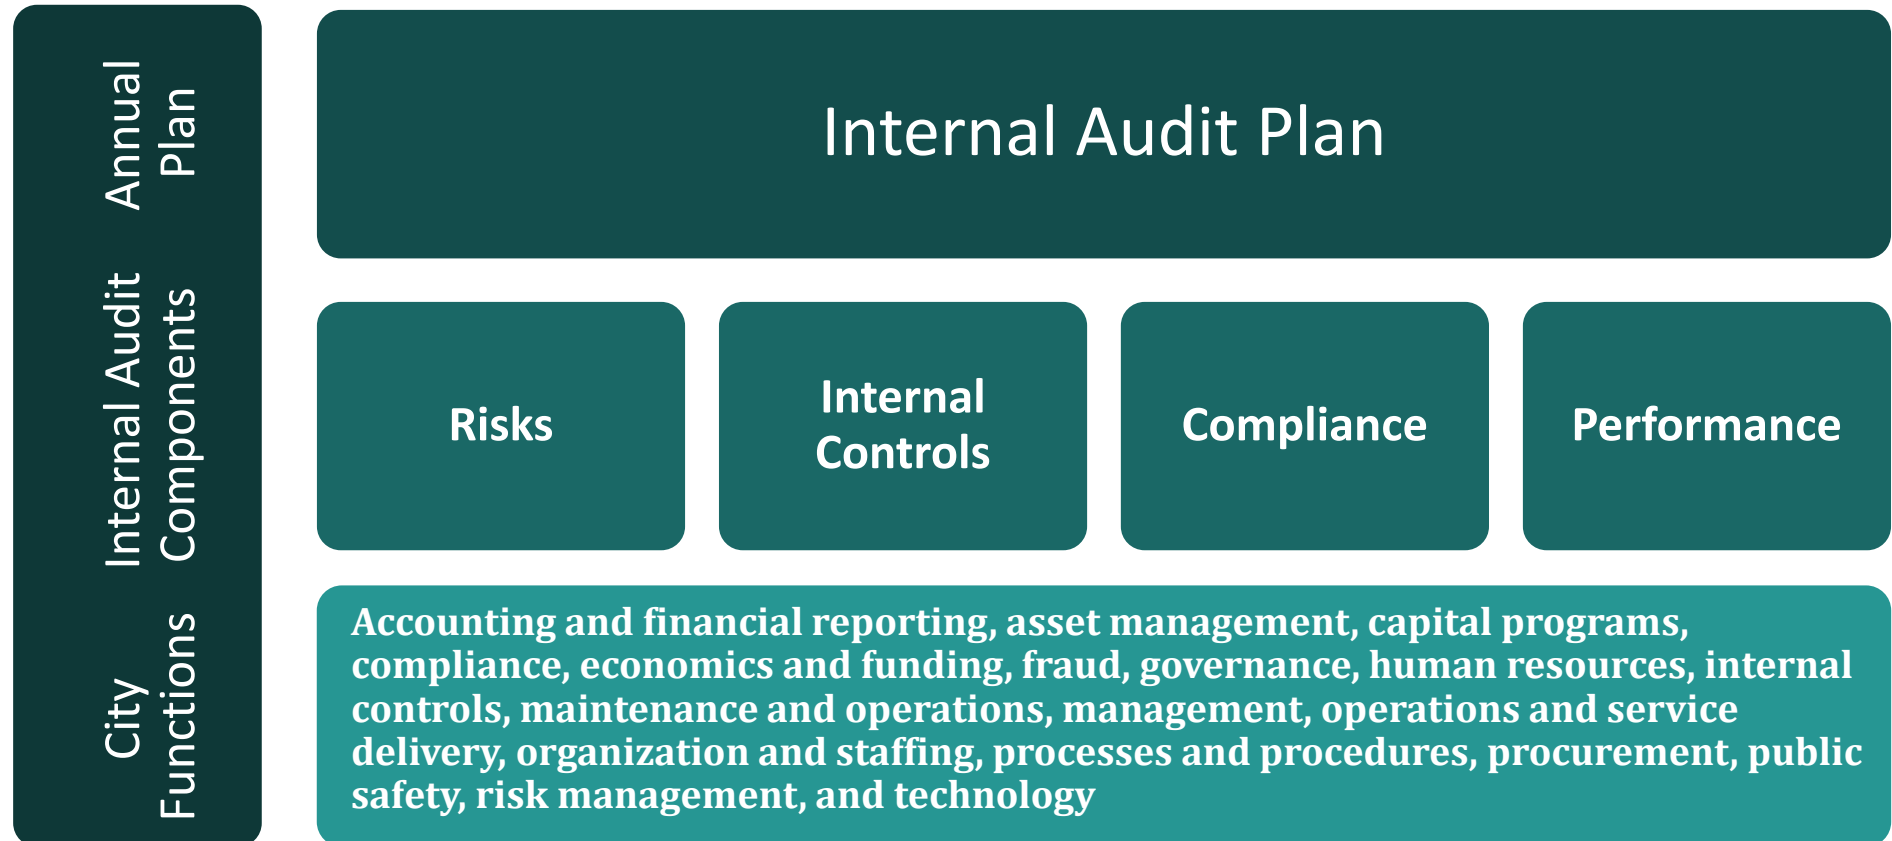 Annual
Plan
Internal Audit Plan
Internal Audit
Components
Risks
Internal
Controls
Compliance
Performance
City
Functions
Accounting and financial reporting, asset management, capital programs,
compliance, economics and funding, fraud, governance, human resources, internal
controls, maintenance and operations, management, operations and service
delivery, organization and staffing, processes and procedures, procurement, public
safety, risk management, and technology